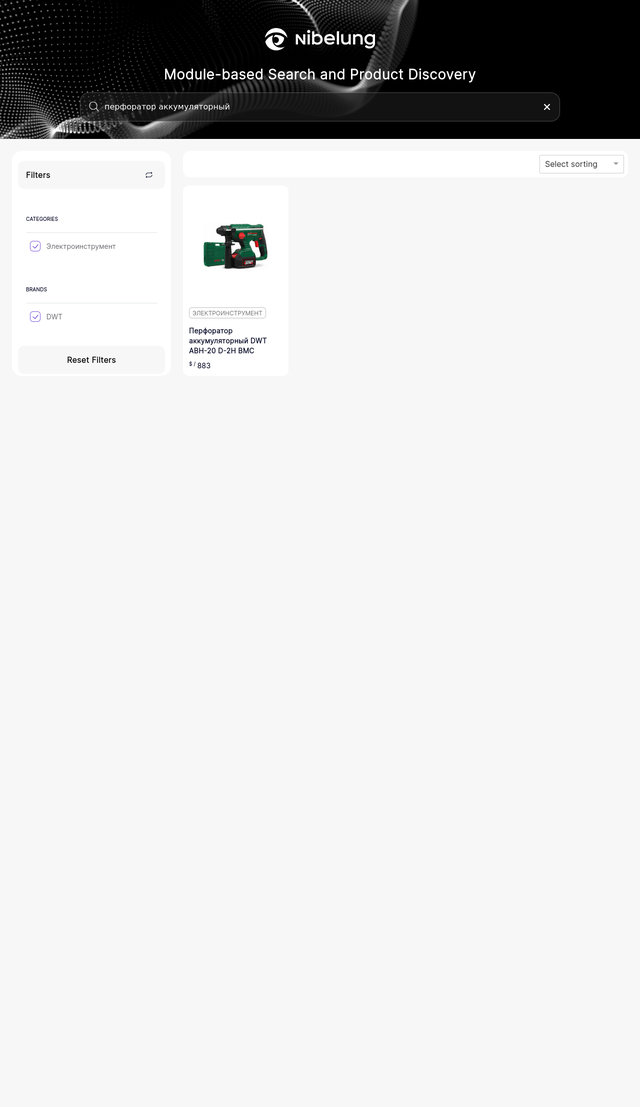 Nibelung
Module-based Search and Product Discovery
перфоратор аккумуляторный
Filters
Select sorting
CATEGORIES
Электроинструмент
BRANDS
DWT
Reset Filters
ЭЛЕКТРОИНСТРУМЕНТ
Перфоратор
аккумуляторный DWT
ABH-20 D-2H BMC
$ / 883